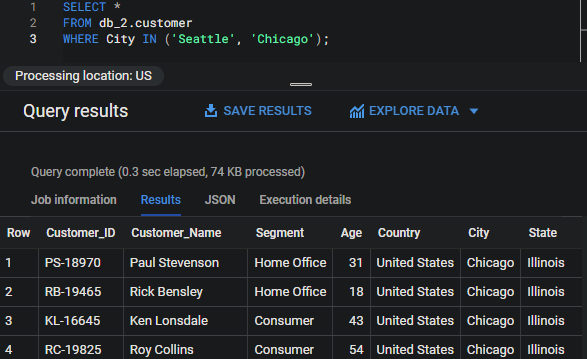 1 SELECT *
2 FROM db_2.customer
3 WHERE City IN ('Seattle', 'Chicago');
Processing location: US
Query results SAVE RESULTS EXPLORE DATA
Query complete (0.3 sec elapsed, 74 KB processed)
Job information Results JSON Execution details
Row Customer_ID Customer_Name Segment Age Country City State
1 PS-18970 Paul Stevenson Home Office 31 United States Chicago Illinois
2 RB-19465 Rick Bensley Home Office 18 United States Chicago Illinois
3 KL-16645 Ken Lonsdale Consumer 43 United States Chicago Illinois
4 RC-19825 Roy Collins Consumer 54 United States Chicago Illinois